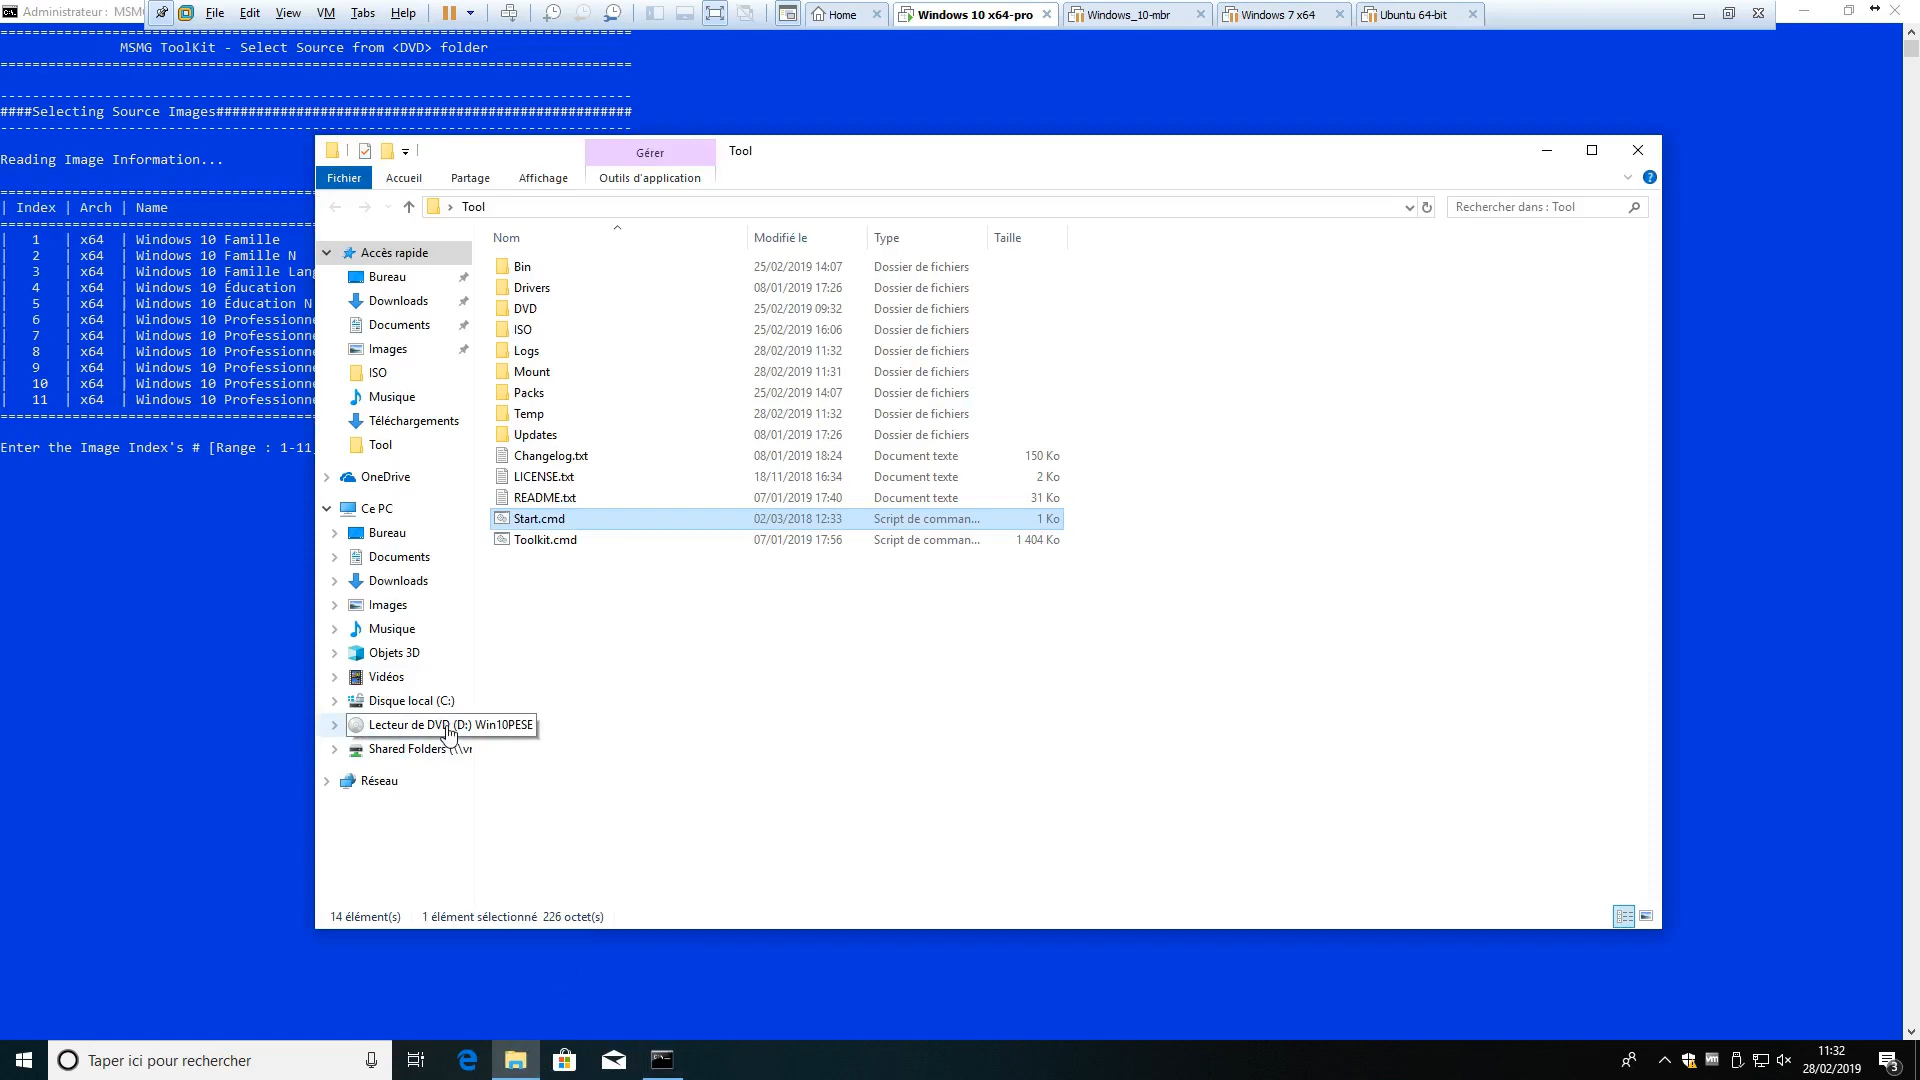 Administrateur : MSMG
File Edit View VM Tabs Help
Home
Windows 10 x64-pro
Windows_10-mbr
Windows 7 x64
Ubuntu 64-bit
===============================================================================
MSMG ToolKit - Select Source from <DVD> folder
===============================================================================
-------------------------------------------------------------------------------
####Selecting Source Images####################################################
-------------------------------------------------------------------------------
Reading Image Information...
| Index | Arch | Name
| 1 | x64 | Windows 10 Famille
| 2 | x64 | Windows 10 Famille N
| 3 | x64 | Windows 10 Famille Lang
| 4 | x64 | Windows 10 Éducation
| 5 | x64 | Windows 10 Éducation N
| 6 | x64 | Windows 10 Professionne
| 7 | x64 | Windows 10 Professionne
| 8 | x64 | Windows 10 Professionne
| 9 | x64 | Windows 10 Professionne
| 10 | x64 | Windows 10 Professionne
| 11 | x64 | Windows 10 Professionne
Enter the Image Index's # [Range : 1-11
Gérer
Tool
Fichier Accueil Partage Affichage Outils d'application
› Tool
Rechercher dans : Tool
Accès rapide
Bureau
Downloads
Documents
Images
ISO
Musique
Téléchargements
Tool
OneDrive
Ce PC
Bureau
Documents
Downloads
Images
Musique
Objets 3D
Vidéos
Disque local (C:)
Lecteur de DVD (D:) Win10PESE
Shared Folders (\\vr
Réseau
Nom Modifié le Type Taille
Bin 25/02/2019 14:07 Dossier de fichiers
Drivers 08/01/2019 17:26 Dossier de fichiers
DVD 25/02/2019 09:32 Dossier de fichiers
ISO 25/02/2019 16:06 Dossier de fichiers
Logs 28/02/2019 11:32 Dossier de fichiers
Mount 28/02/2019 11:31 Dossier de fichiers
Packs 25/02/2019 14:07 Dossier de fichiers
Temp 28/02/2019 11:32 Dossier de fichiers
Updates 08/01/2019 17:26 Dossier de fichiers
Changelog.txt 08/01/2019 18:24 Document texte 150 Ko
LICENSE.txt 18/11/2018 16:34 Document texte 2 Ko
README.txt 07/01/2019 17:40 Document texte 31 Ko
Start.cmd 02/03/2018 12:33 Script de comman... 1 Ko
Toolkit.cmd 07/01/2019 17:56 Script de comman... 1 404 Ko
14 élément(s) 1 élément sélectionné 226 octet(s)
Taper ici pour rechercher
11:32
28/02/2019
3